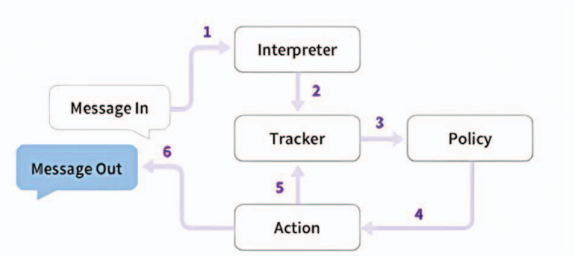 1
Interpreter
2
Message In
Tracker
3
Policy
6
Message Out
5
4
Action